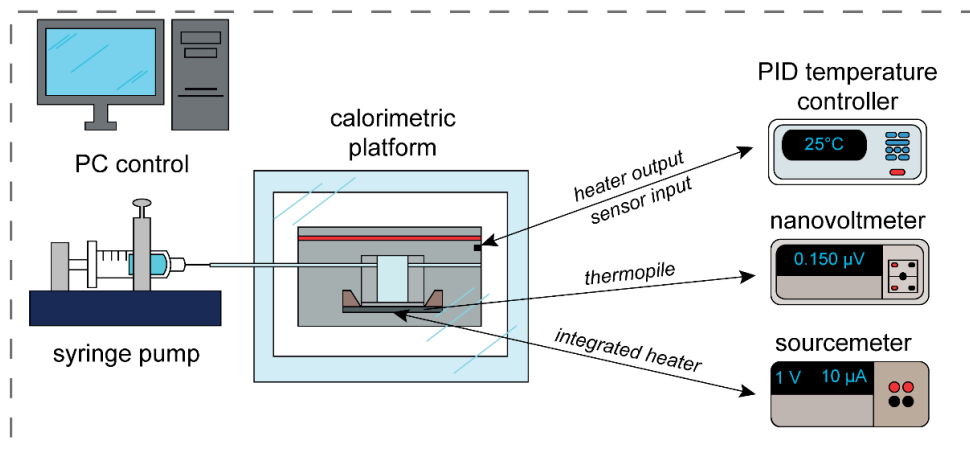 PC control
syringe pump
calorimetric
platform
heater output
sensor input
thermopile
integrated heater
PID temperature
controller
25°C
nanovoltmeter
0.150 µV
sourcemeter
1 V 10 µA